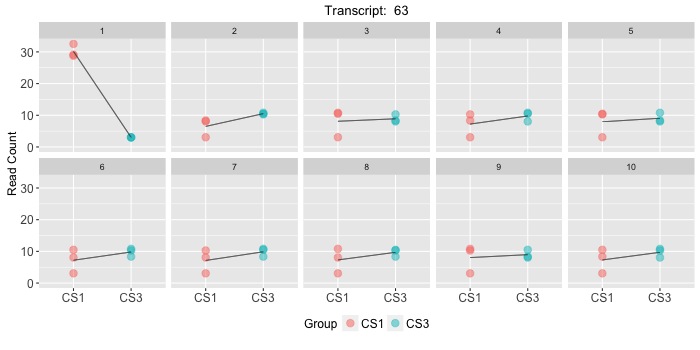 Transcript: 63
1 2 3 4 5
30
20
10
0
6 7 8 9 10
30
20
10
0
Read Count
CS1 CS3 CS1 CS3 CS1 CS3 CS1 CS3 CS1 CS3
Group CS1 CS3